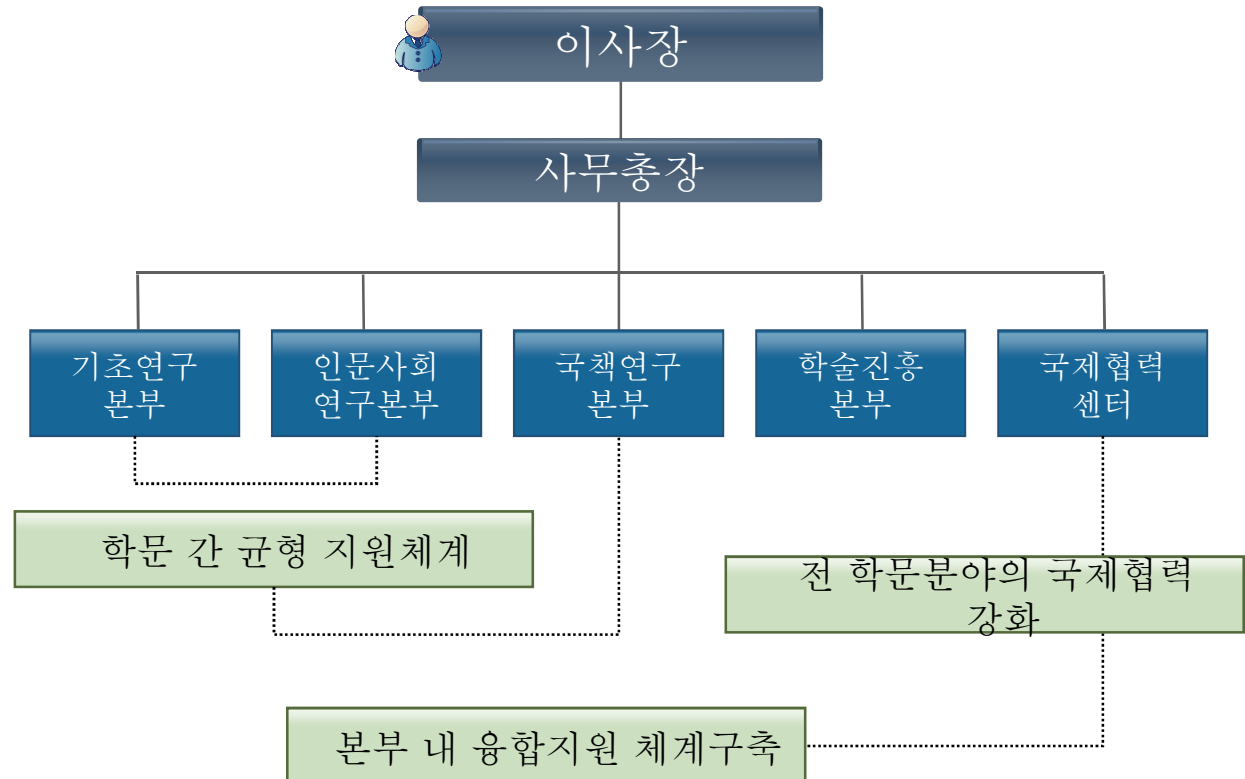 이사장
사무총장
기초연구
본부
인문사회
연구본부
국책연구
본부
학술진흥
본부
국제협력
센터
학문 간 균형 지원체계
전 학문분야의 국제협력
강화
본부 내 융합지원 체계구축